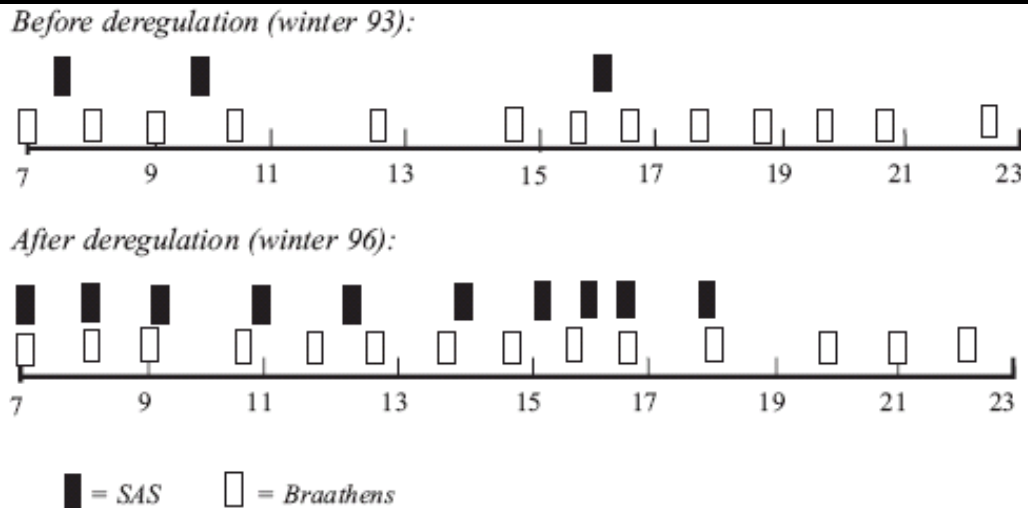 Before deregulation (winter 93):
7 9 11 13 15 17 19 21 23
After deregulation (winter 96):
7 9 11 13 15 17 19 21 23
= SAS = Braathens